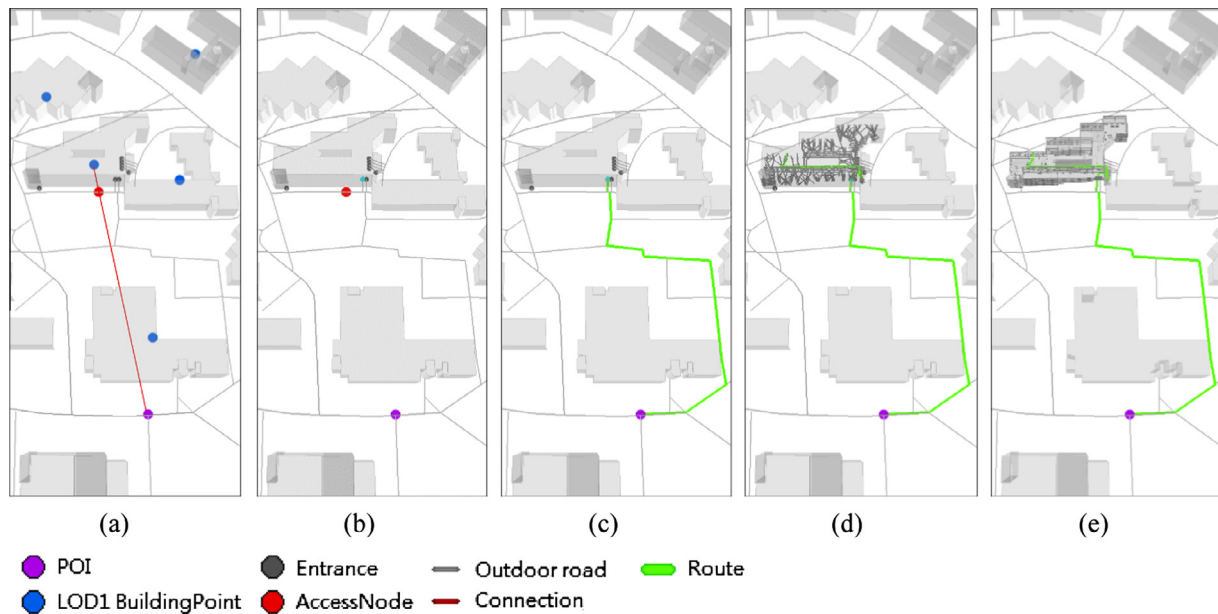 (a) (b) (c) (d) (e)
POI Entrance Outdoor road Route
LOD1 BuildingPoint AccessNode Connection